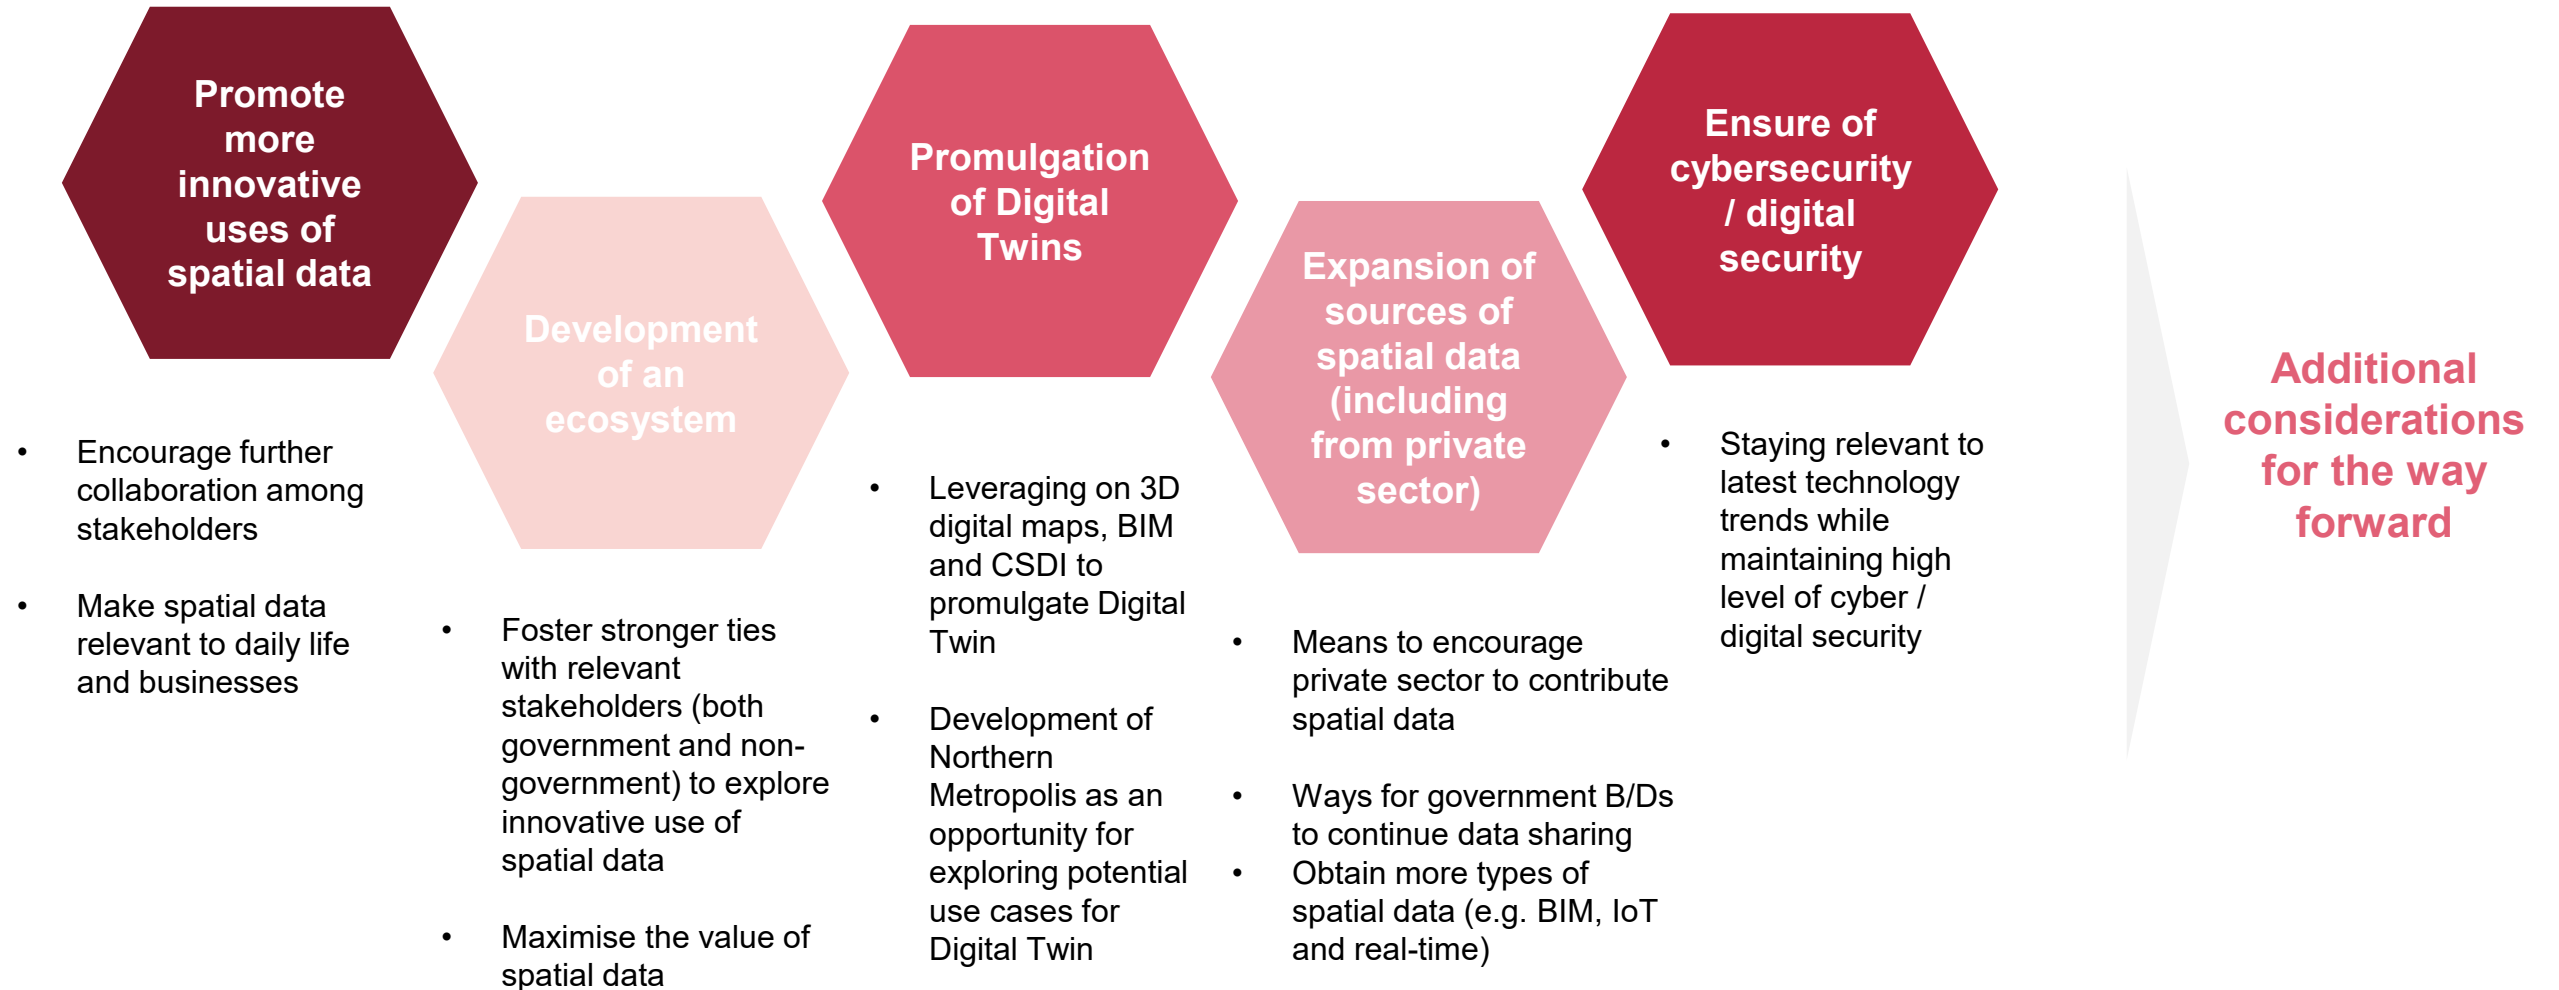 Promote
more
innovative
uses of
spatial data
• Encourage further
collaboration among
stakeholders
• Make spatial data
relevant to daily life
and businesses
Development
of an
ecosystem
• Foster stronger ties
with relevant
stakeholders (both
government and non-
government) to explore
innovative use of
spatial data
• Maximise the value of
spatial data
Promulgation
of Digital
Twins
• Leveraging on 3D
digital maps, BIM
and CSDI to
promulgate Digital
Twin
• Development of
Northern
Metropolis as an
opportunity for
exploring potential
use cases for
Digital Twin
Expansion of
sources of
spatial data
(including
from private
sector)
• Means to encourage
private sector to contribute
spatial data
• Ways for government B/Ds
to continue data sharing
• Obtain more types of
spatial data (e.g. BIM, IoT
and real-time)
Ensure of
cybersecurity
/ digital
security
• Staying relevant to
latest technology
trends while
maintaining high
level of cyber /
digital security
Additional
considerations
for the way
forward